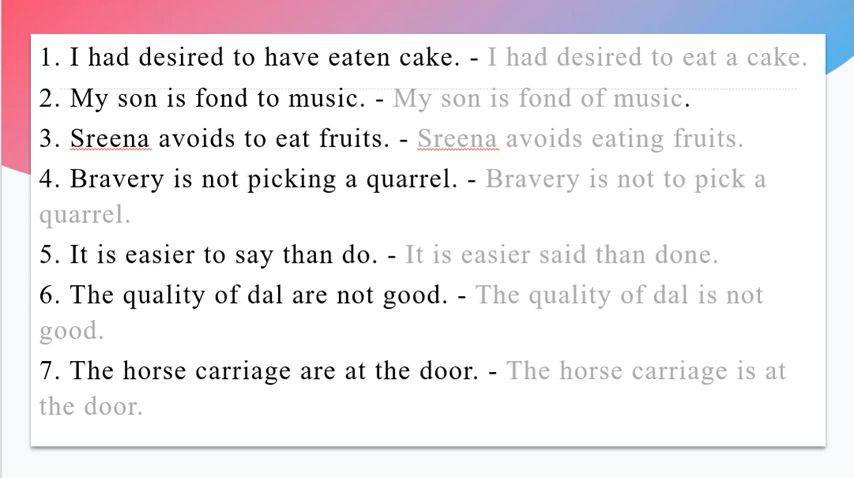 1. I had desired to have eaten cake. - I had desired to eat a cake.
2. My son is fond to music. - My son is fond of music.
3. Sreena avoids to eat fruits. - Sreena avoids eating fruits.
4. Bravery is not picking a quarrel. - Bravery is not to pick a
quarrel.
5. It is easier to say than do. - It is easier said than done.
6. The quality of dal are not good. - The quality of dal is not
good.
7. The horse carriage are at the door. - The horse carriage is at
the door.